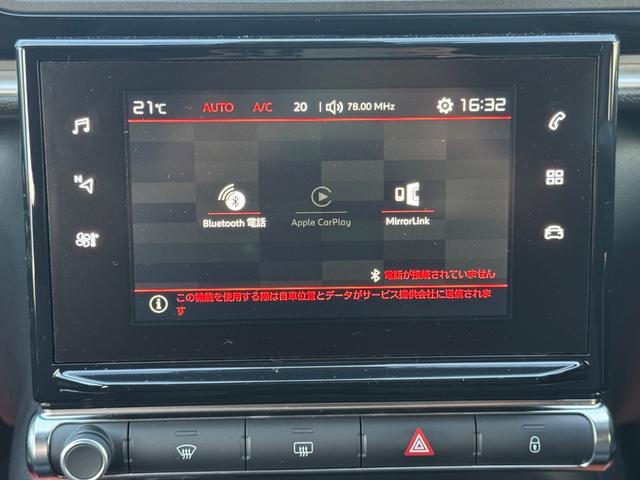 21℃ AUTO A/C 20 78.00 MHz 16:32
N
Bluetooth 電話 Apple CarPlay MirrorLink
電話が接続されていません
この機能を使用する際は自車位置とデータがサービス提供会社に送信されま
す